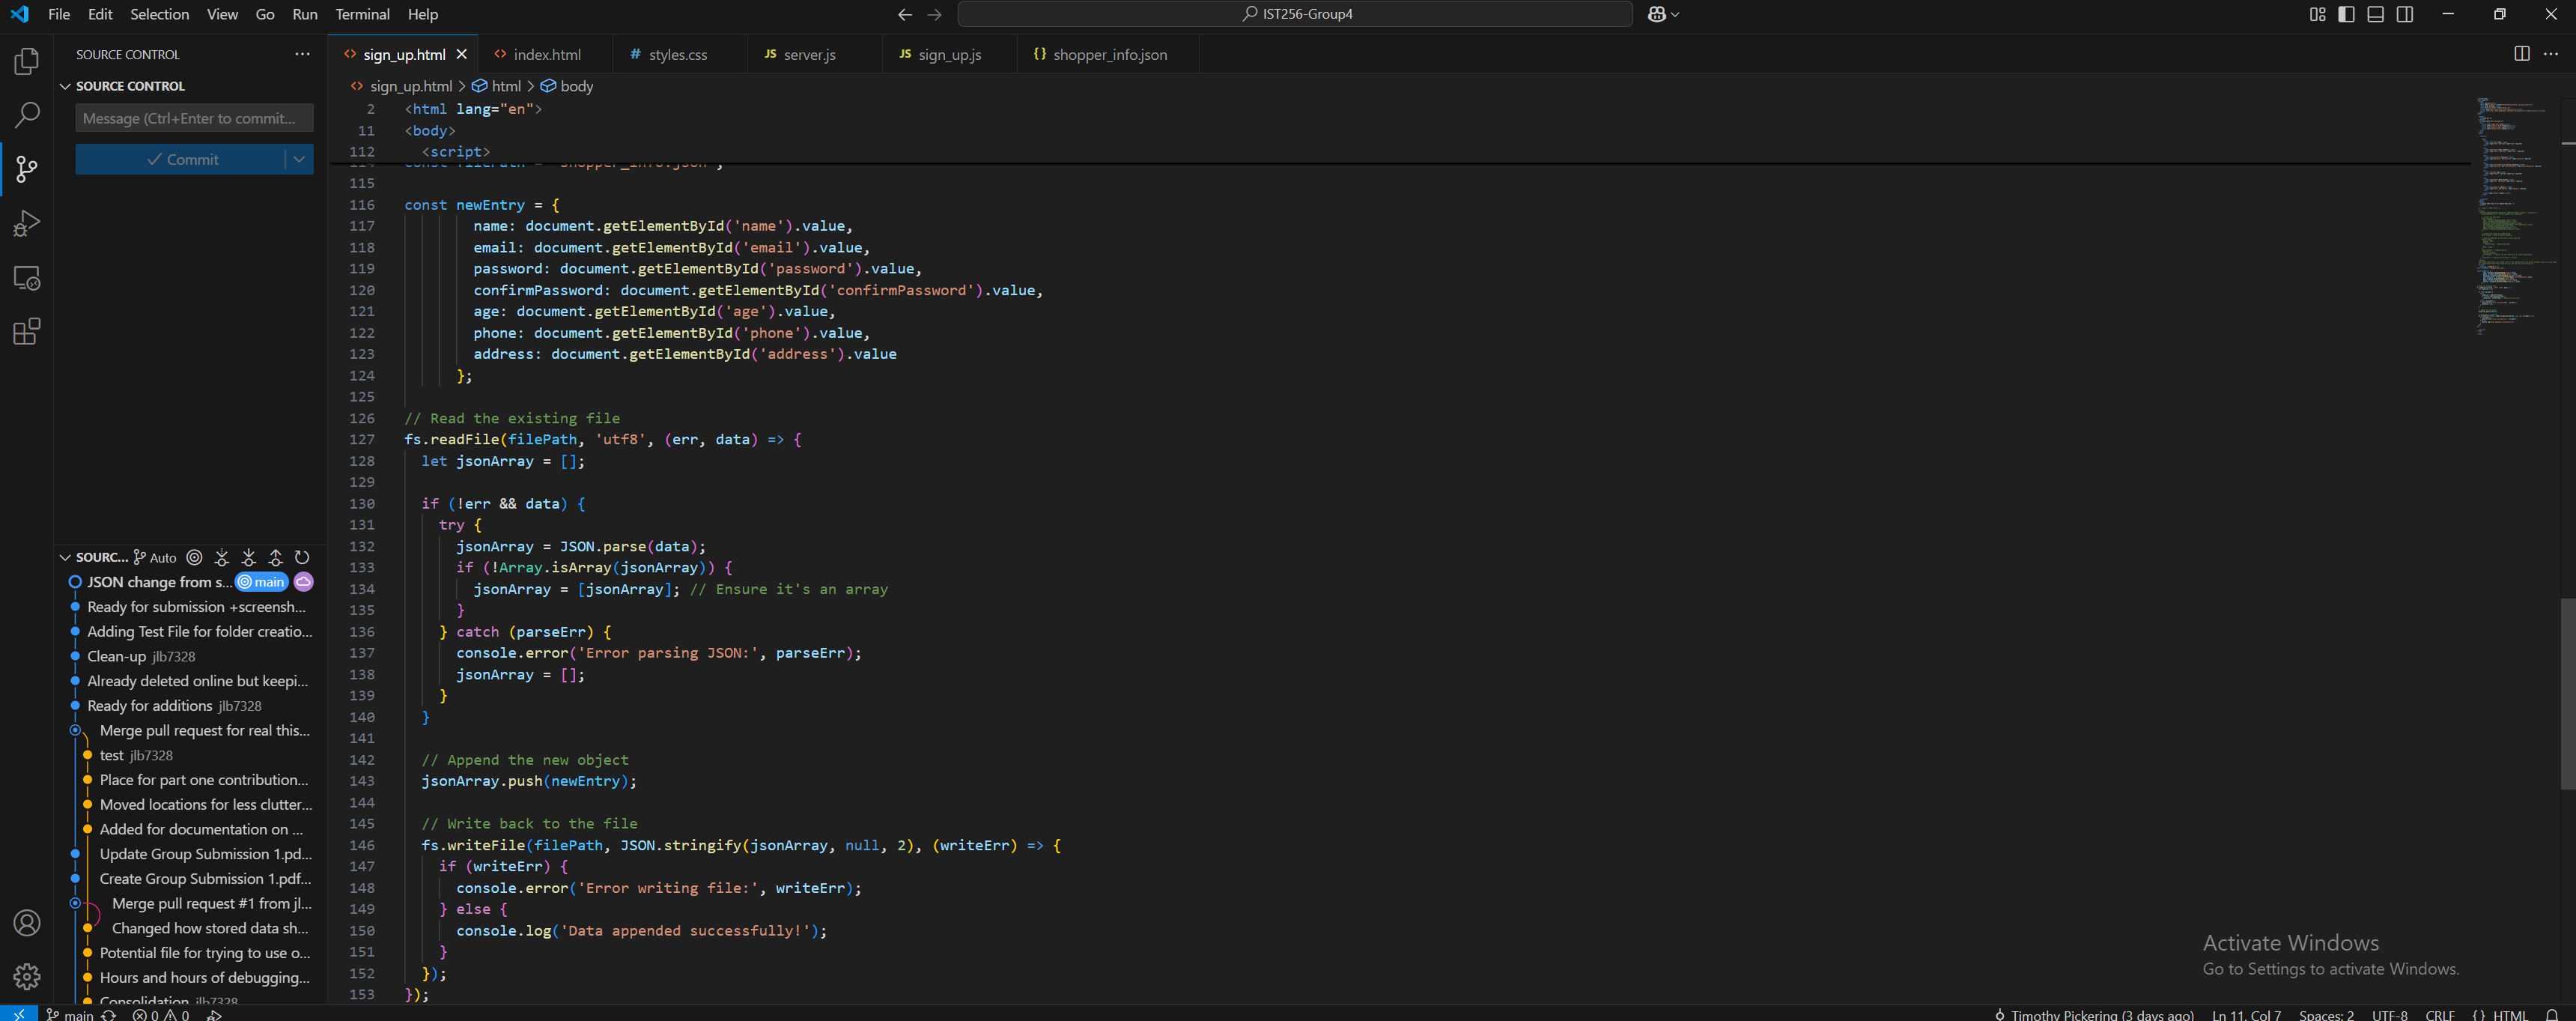 File Edit Selection View Go Run Terminal Help
IST256-Group4
SOURCE CONTROL
SOURCE CONTROL
Message (Ctrl+Enter to commit...
Commit
SOURC... Auto
JSON change from s... main
Ready for submission +screensh...
Adding Test File for folder creatio...
Clean-up jlb7328
Already deleted online but keepi...
Ready for additions jlb7328
Merge pull request for real this...
test jlb7328
Place for part one contribution...
Moved locations for less clutter...
Added for documentation on ...
Update Group Submission 1.pd...
Create Group Submission 1.pdf...
Merge pull request #1 from jl...
Changed how stored data sh...
Potential file for trying to use o...
Hours and hours of debugging...
Consolidation jlb7328
sign_up.html index.html # styles.css JS server.js JS sign_up.js {} shopper_info.json
sign_up.html > html > body
2 <html lang="en">
11 <body>
112 <script>
114 const filePath = 'shopper_info.json';
115
116 const newEntry = {
117 name: document.getElementById('name').value,
118 email: document.getElementById('email').value,
119 password: document.getElementById('password').value,
120 confirmPassword: document.getElementById('confirmPassword').value,
121 age: document.getElementById('age').value,
122 phone: document.getElementById('phone').value,
123 address: document.getElementById('address').value
124 };
125
126 // Read the existing file
127 fs.readFile(filePath, 'utf8', (err, data) => {
128 let jsonArray = [];
129
130 if (!err && data) {
131 try {
132 jsonArray = JSON.parse(data);
133 if (!Array.isArray(jsonArray)) {
134 jsonArray = [jsonArray]; // Ensure it's an array
135 }
136 } catch (parseErr) {
137 console.error('Error parsing JSON:', parseErr);
138 jsonArray = [];
139 }
140 }
141
142 // Append the new object
143 jsonArray.push(newEntry);
144
145 // Write back to the file
146 fs.writeFile(filePath, JSON.stringify(jsonArray, null, 2), (writeErr) => {
147 if (writeErr) {
148 console.error('Error writing file:', writeErr);
149 } else {
150 console.log('Data appended successfully!');
151 }
152 });
153 });
Activate Windows
Go to Settings to activate Windows.
main 0 0 Timothy Pickering (3 days ago) Ln 11, Col 7 Spaces: 2 UTF-8 CRLF {} HTML